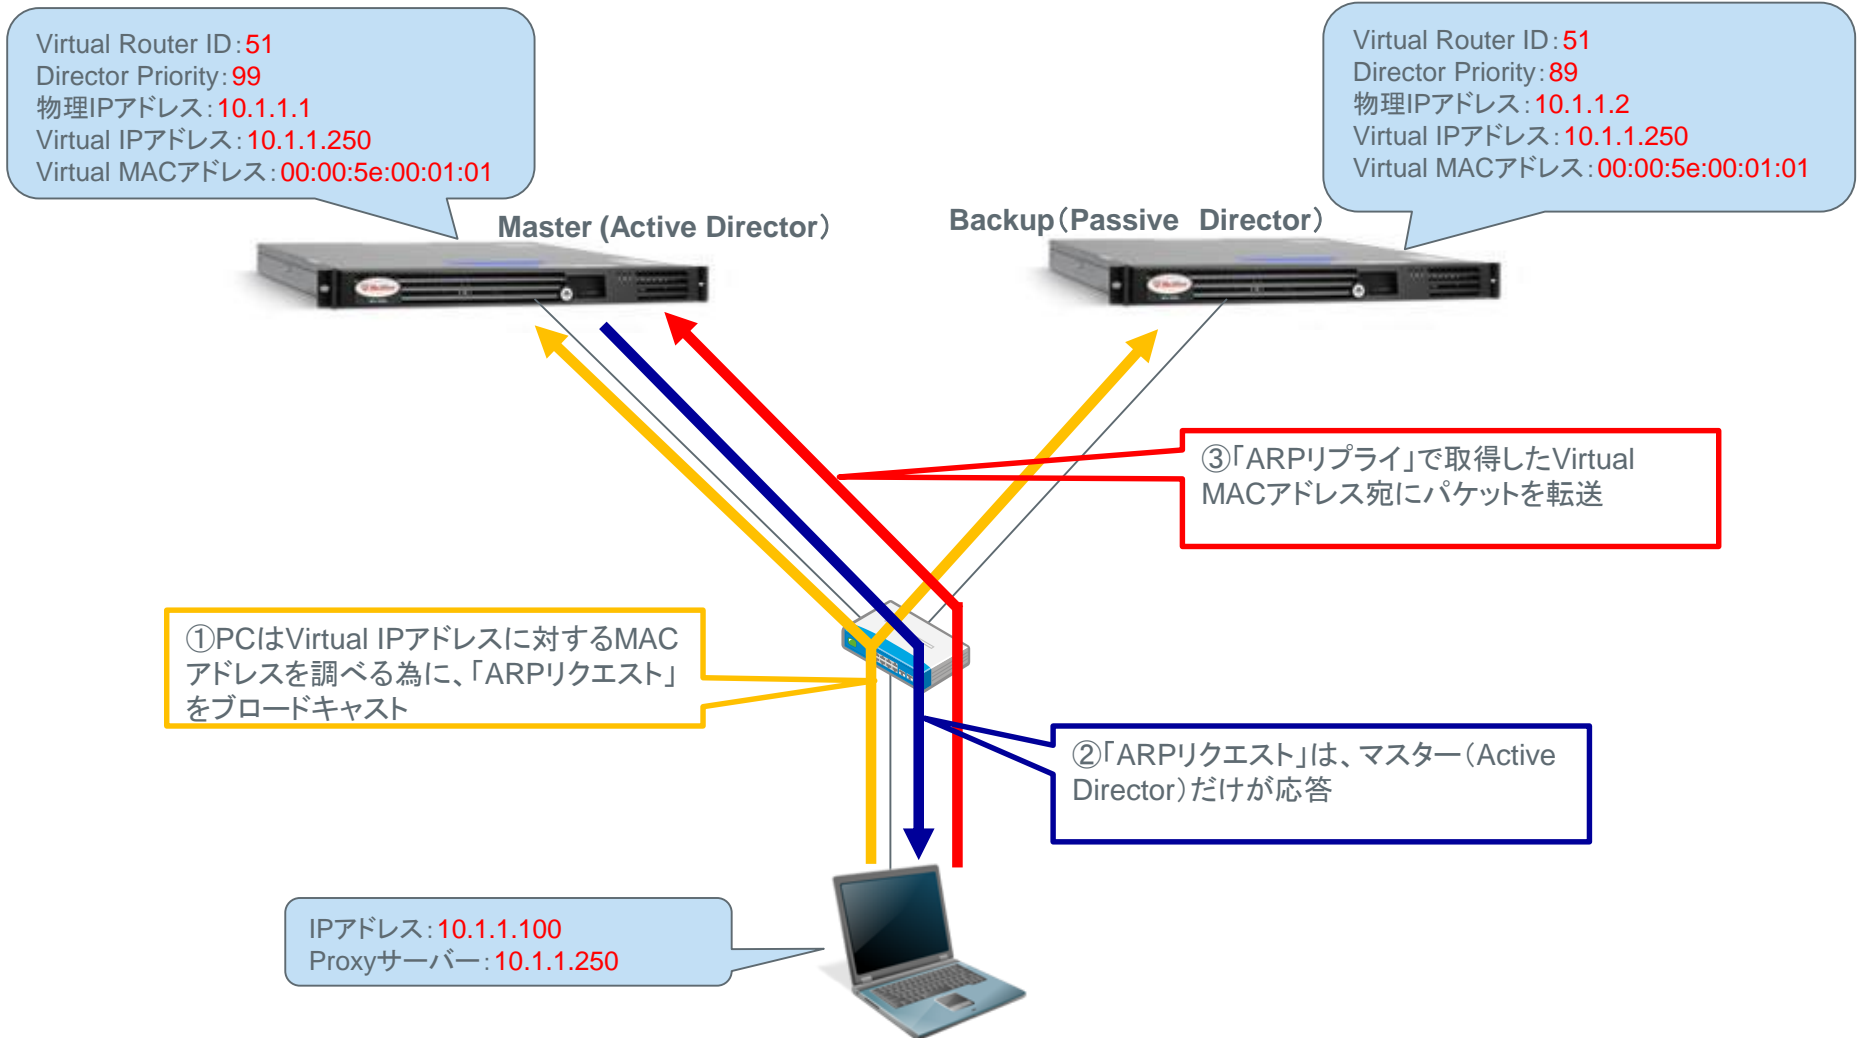 Virtual Router ID：51
Director Priority：99
物理IPアドレス：10.1.1.1
Virtual IPアドレス：10.1.1.250
Virtual MACアドレス：00:00:5e:00:01:01
Virtual Router ID：51
Director Priority：89
物理IPアドレス：10.1.1.2
Virtual IPアドレス：10.1.1.250
Virtual MACアドレス：00:00:5e:00:01:01
Master (Active Director）
Backup（Passive　Director）
③「ARPリプライ」で取得したVirtual
MACアドレス宛にパケットを転送
①PCはVirtual IPアドレスに対するMAC
アドレスを調べる為に、「ARPリクエスト」
をブロードキャスト
②「ARPリクエスト」は、マスター（Active
Director）だけが応答
IPアドレス：10.1.1.100
Proxyサーバー：10.1.1.250